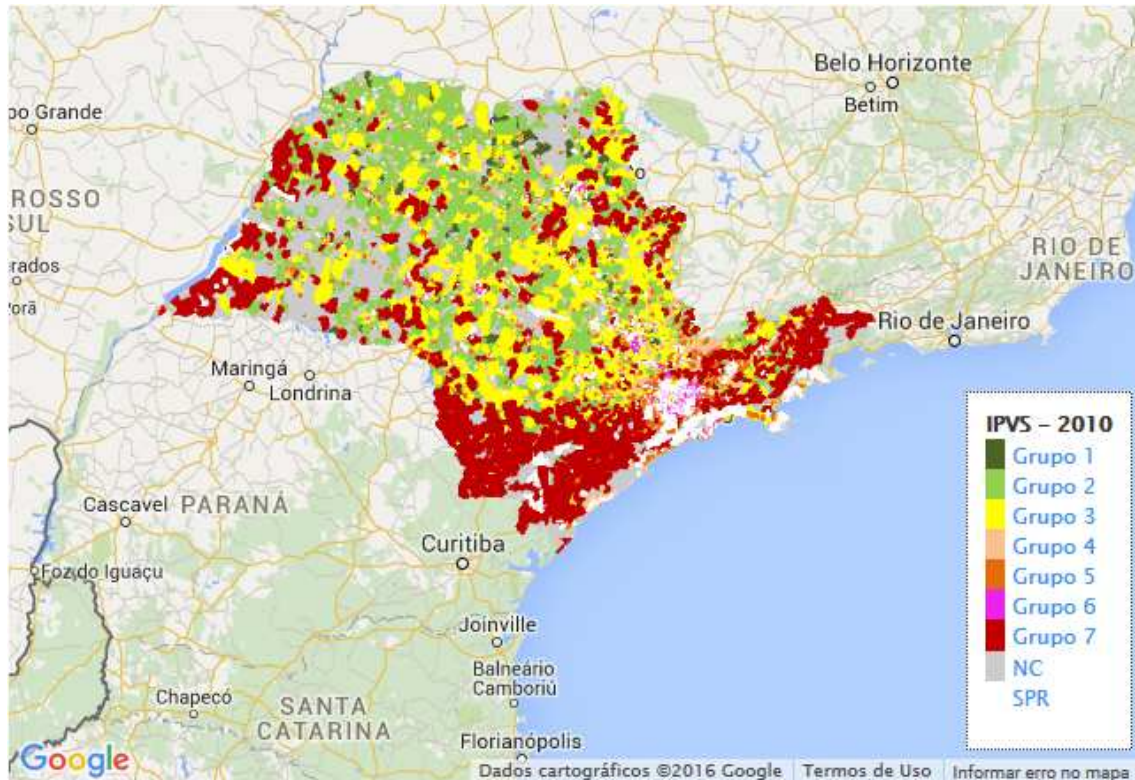 Belo Horizonte
Betim
po Grande
ROSSO
SUL
rados
Porã
RIO DE
JANEIRO
Rio de Janeiro
Maringá
Londrina
Cascavel
PARANÁ
Curitiba
Foz do Iguaçu
Joinville
Balneário
Camboriú
Chapecó
SANTA
CATARINA
Florianópolis
IPVS – 2010
Grupo 1
Grupo 2
Grupo 3
Grupo 4
Grupo 5
Grupo 6
Grupo 7
NC
SPR
Google
Dados cartográficos ©2016 Google
Termos de Uso
Informar erro no mapa